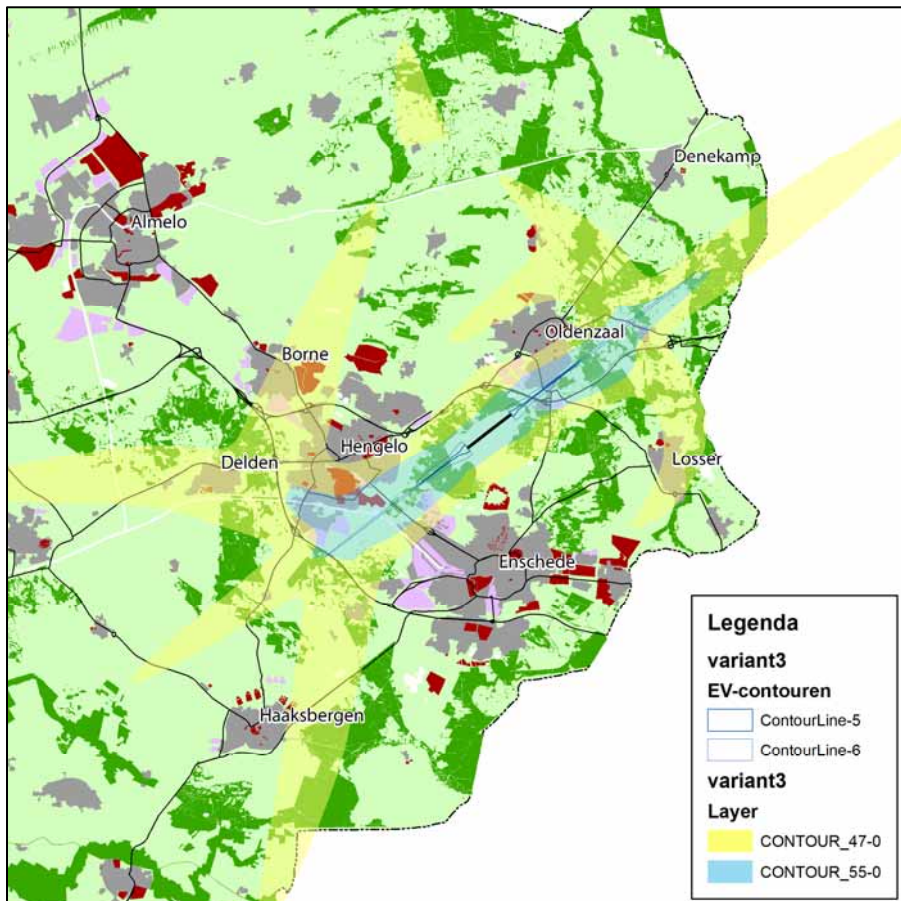 Denekamp
Almelo
Oldenzaal
Borne
Hengelo
Delden
Losser
Enschede
Haaksbergen
Legenda
variant3
EV-contouren
ContourLine-5
ContourLine-6
variant3
Layer
CONTOUR_47-0
CONTOUR_55-0